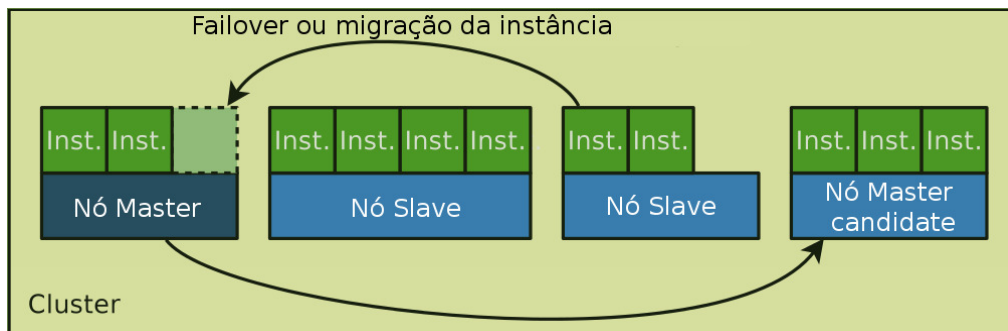 Failover ou migração da instância
Inst. Inst.
Inst. Inst. Inst. Inst.
Inst. Inst.
Inst. Inst. Inst.
Nó Master
Nó Slave
Nó Slave
Nó Master
candidate
Cluster